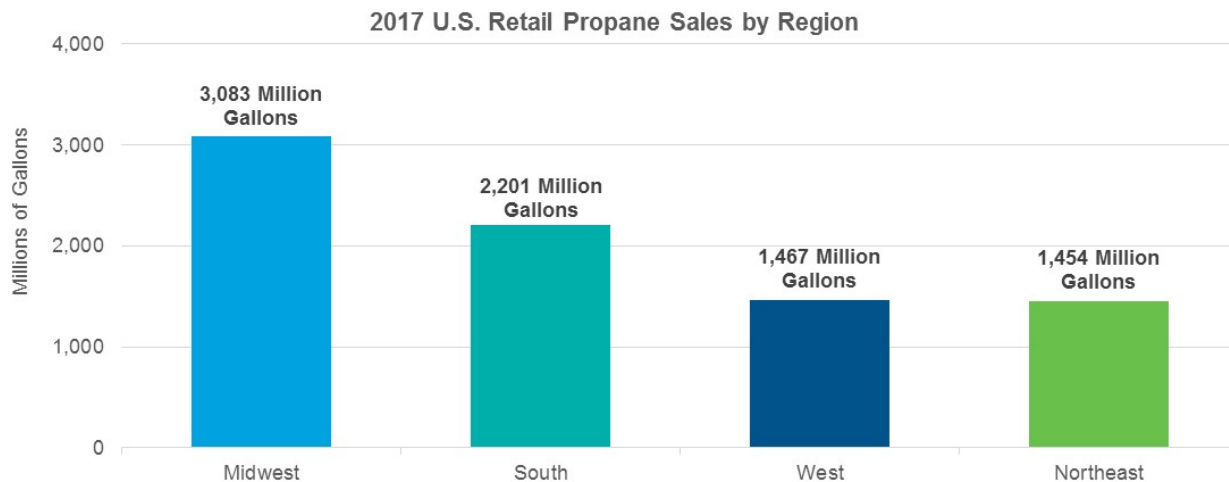 2017 U.S. Retail Propane Sales by Region
Millions of Gallons
4,000
3,000
2,000
1,000
0
3,083 Million
Gallons
2,201 Million
Gallons
1,467 Million
Gallons
1,454 Million
Gallons
Midwest
South
West
Northeast